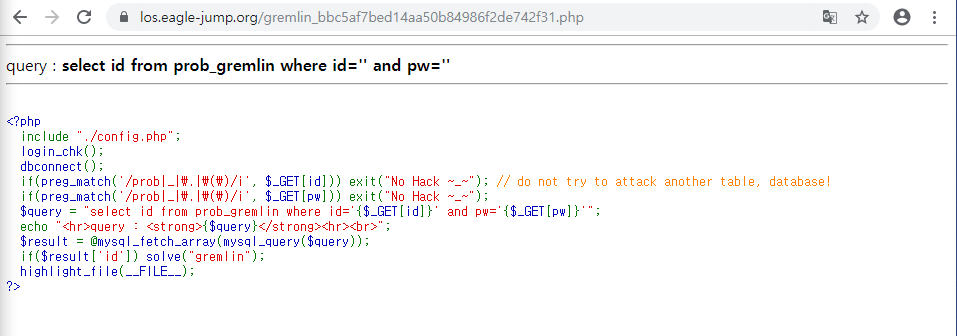 los.eagle-jump.org/gremlin_bbc5af7bed14aa50b84986f2de742f31.php
query : select id from prob_gremlin where id='' and pw=''
<?php
include "./config.php";
login_chk();
dbconnect();
if(preg_match('/prob|_|₩.|₩(₩)/i', $_GET[id])) exit("No Hack ~_~"); // do not try to attack another table, database!
if(preg_match('/prob|_|₩.|₩(₩)/i', $_GET[pw])) exit("No Hack ~_~");
$query = "select id from prob_gremlin where id='{$_GET[id]}' and pw='{$_GET[pw]}'";
echo "<hr>query : <strong>{$query}</strong><hr><br>";
$result = @mysql_fetch_array(mysql_query($query));
if($result['id']) solve("gremlin");
highlight_file(__FILE__);
?>